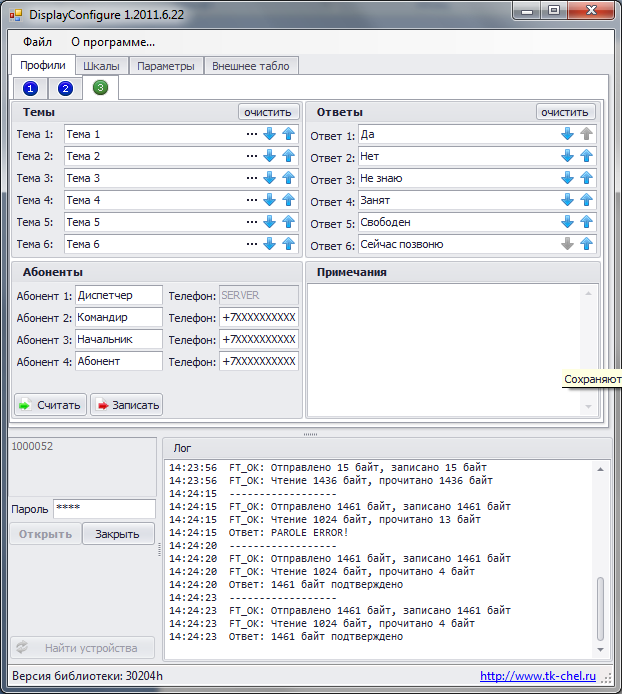 DisplayConfigure 1.2011.6.22
Файл О программе...
Профили Шкалы Параметры Внешнее табло
1 2 3
Темы очистить
Тема 1: Тема 1 ...
Тема 2: Тема 2 ...
Тема 3: Тема 3 ...
Тема 4: Тема 4 ...
Тема 5: Тема 5 ...
Тема 6: Тема 6 ...
Ответы очистить
Ответ 1: Да
Ответ 2: Нет
Ответ 3: Не знаю
Ответ 4: Занят
Ответ 5: Свободен
Ответ 6: Сейчас позвоню
Абоненты
Абонент 1: Диспетчер Телефон: SERVER
Абонент 2: Командир Телефон: +7XXXXXXXXXX
Абонент 3: Начальник Телефон: +7XXXXXXXXXX
Абонент 4: Абонент Телефон: +7XXXXXXXXXX
Считать Записать
Примечания
Сохраняют
1000052
Пароль ****
Открыть Закрыть
Найти устройства
Лог
14:23:56 FT_OK: Отправлено 15 байт, записано 15 байт
14:23:56 FT_OK: Чтение 1436 байт, прочитано 1436 байт
14:24:15 ------------------
14:24:15 FT_OK: Отправлено 1461 байт, записано 1461 байт
14:24:15 FT_OK: Чтение 1024 байт, прочитано 13 байт
14:24:15 Ответ: PAROLE ERROR!
14:24:20 ------------------
14:24:20 FT_OK: Отправлено 1461 байт, записано 1461 байт
14:24:20 FT_OK: Чтение 1024 байт, прочитано 4 байт
14:24:20 Ответ: 1461 байт подтверждено
14:24:23 ------------------
14:24:23 FT_OK: Отправлено 1461 байт, записано 1461 байт
14:24:23 FT_OK: Чтение 1024 байт, прочитано 4 байт
14:24:23 Ответ: 1461 байт подтверждено
Версия библиотеки: 30204h http://www.tk-chel.ru